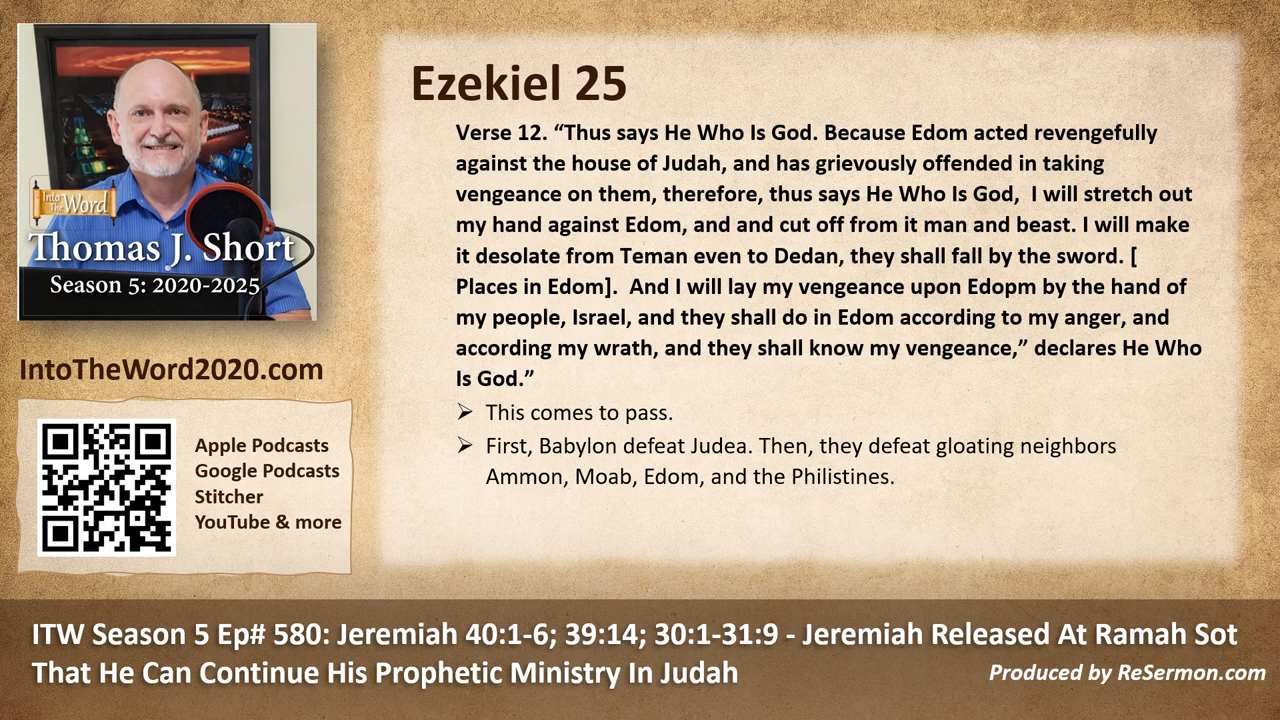 Into
The Word
Thomas J. Short
Season 5: 2020-2025
IntoTheWord2020.com
Apple Podcasts
Google Podcasts
Stitcher
YouTube & more
Ezekiel 25
Verse 12. “Thus says He Who Is God. Because Edom acted revengefully
against the house of Judah, and has grievously offended in taking
vengeance on them, therefore, thus says He Who Is God,  I will stretch out
my hand against Edom, and and cut off from it man and beast. I will make
it desolate from Teman even to Dedan, they shall fall by the sword. [
Places in Edom].  And I will lay my vengeance upon Edopm by the hand of
my people, Israel, and they shall do in Edom according to my anger, and
according my wrath, and they shall know my vengeance,” declares He Who
Is God.”
➢ This comes to pass.
➢ First, Babylon defeat Judea. Then, they defeat gloating neighbors
Ammon, Moab, Edom, and the Philistines.
ITW Season 5 Ep# 580: Jeremiah 40:1-6; 39:14; 30:1-31:9 - Jeremiah Released At Ramah Sot
That He Can Continue His Prophetic Ministry In Judah
Produced by ReSermon.com